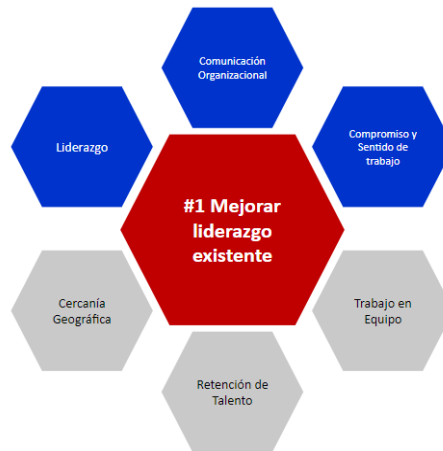 Comunicación
Organizacional
Liderazgo
Compromiso y
Sentido de
trabajo
#1 Mejorar
liderazgo
existente
Cercanía
Geográfica
Trabajo en
Equipo
Retención de
Talento